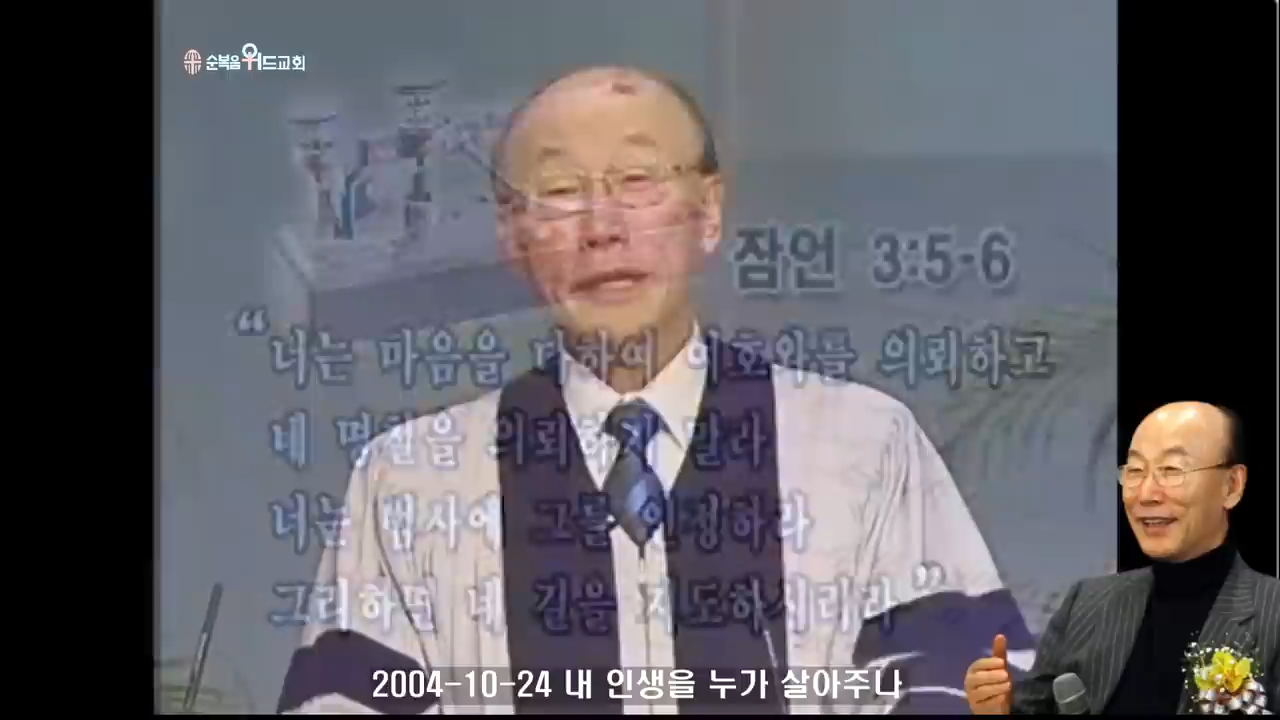 순복음위드교회
잠언 3:5-6
“너는 마음을 다하여 여호와를 의뢰하고
네 명철을 의뢰하지 말라
너는 범사에 그를 인정하라
그리하면 네 길을 지도하시리라”
2004-10-24 내 인생을 누가 살아주나